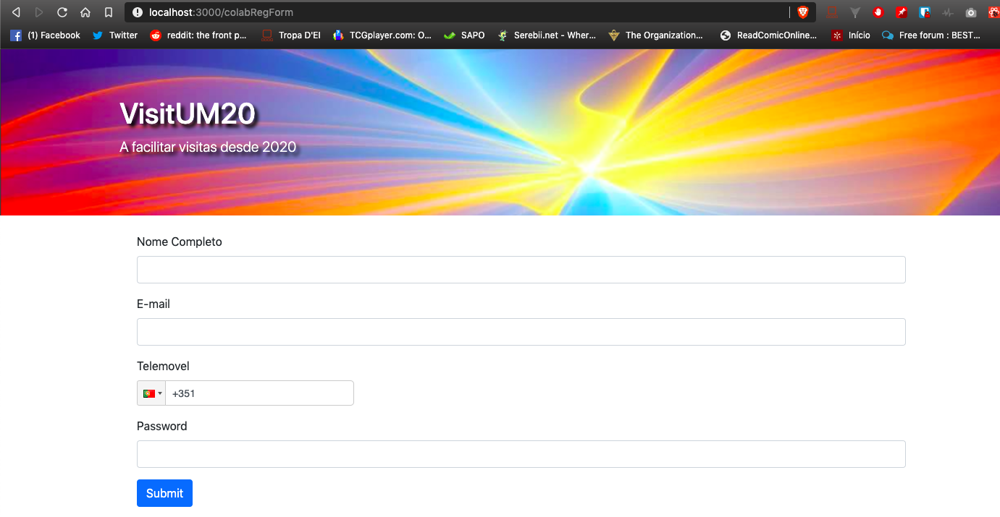 localhost:3000/colabRegForm
(1) Facebook Twitter reddit: the front p... Tropa D'EI TCGplayer.com: O... SAPO Serebii.net - Wher... The Organization... ReadComicOnline... Início Free forum : BEST...
VisitUM20
A facilitar visitas desde 2020
Nome Completo
E-mail
Telemovel
+351
Password
Submit